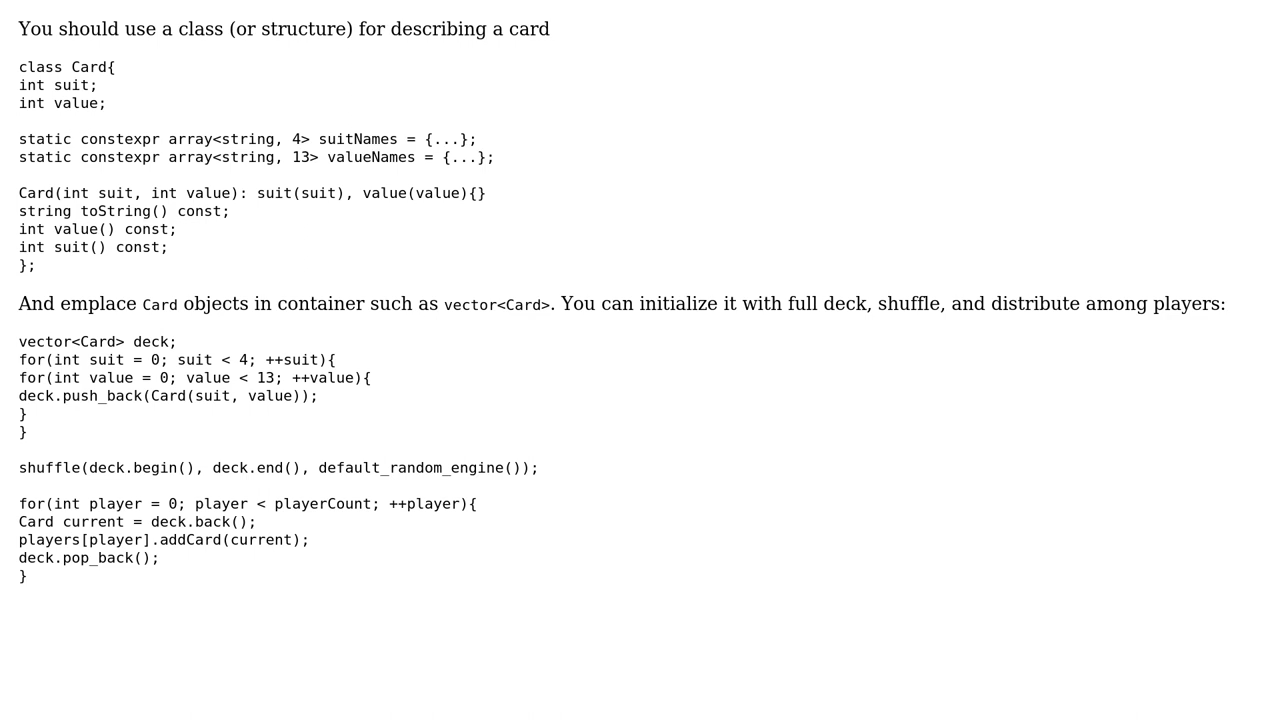 You should use a class (or structure) for describing a card
class Card{
int suit;
int value;
static constexpr array<string, 4> suitNames = {...};
static constexpr array<string, 13> valueNames = {...};
Card(int suit, int value): suit(suit), value(value){}
string toString() const;
int value() const;
int suit() const;
};
And emplace Card objects in container such as vector<Card>. You can initialize it with full deck, shuffle, and distribute among players:
vector<Card> deck;
for(int suit = 0; suit < 4; ++suit){
for(int value = 0; value < 13; ++value){
deck.push_back(Card(suit, value));
}
}
shuffle(deck.begin(), deck.end(), default_random_engine());
for(int player = 0; player < playerCount; ++player){
Card current = deck.back();
players[player].addCard(current);
deck.pop_back();
}